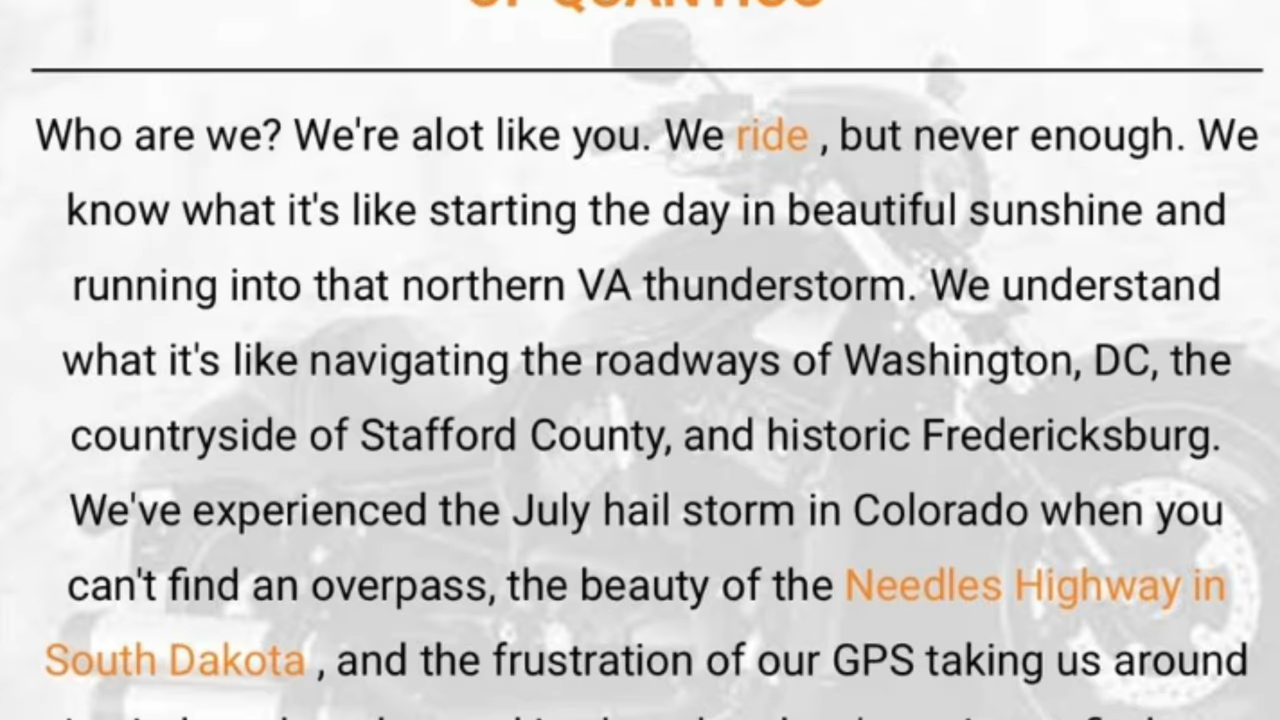 OF QUANTICO
Who are we? We're alot like you. We ride , but never enough. We
know what it's like starting the day in beautiful sunshine and
running into that northern VA thunderstorm. We understand
what it's like navigating the roadways of Washington, DC, the
countryside of Stafford County, and historic Fredericksburg.
We've experienced the July hail storm in Colorado when you
can't find an overpass, the beauty of the Needles Highway in
South Dakota , and the frustration of our GPS taking us around